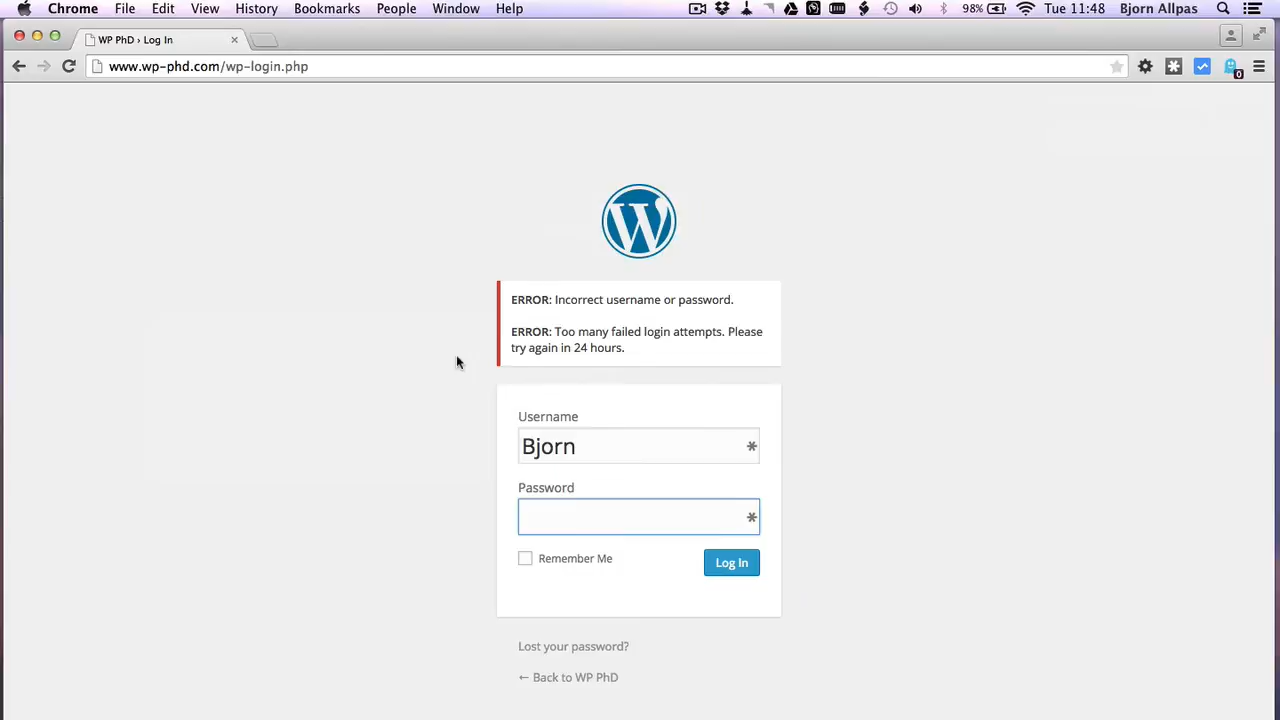 Chrome File Edit View History Bookmarks People Window Help 98% Tue 11:48 Bjorn Allpas
WP PhD › Log In
www.wp-phd.com/wp-login.php
0
ERROR: Incorrect username or password.
ERROR: Too many failed login attempts. Please
try again in 24 hours.
Username
Bjorn
Password
Remember Me
Log In
Lost your password?
← Back to WP PhD